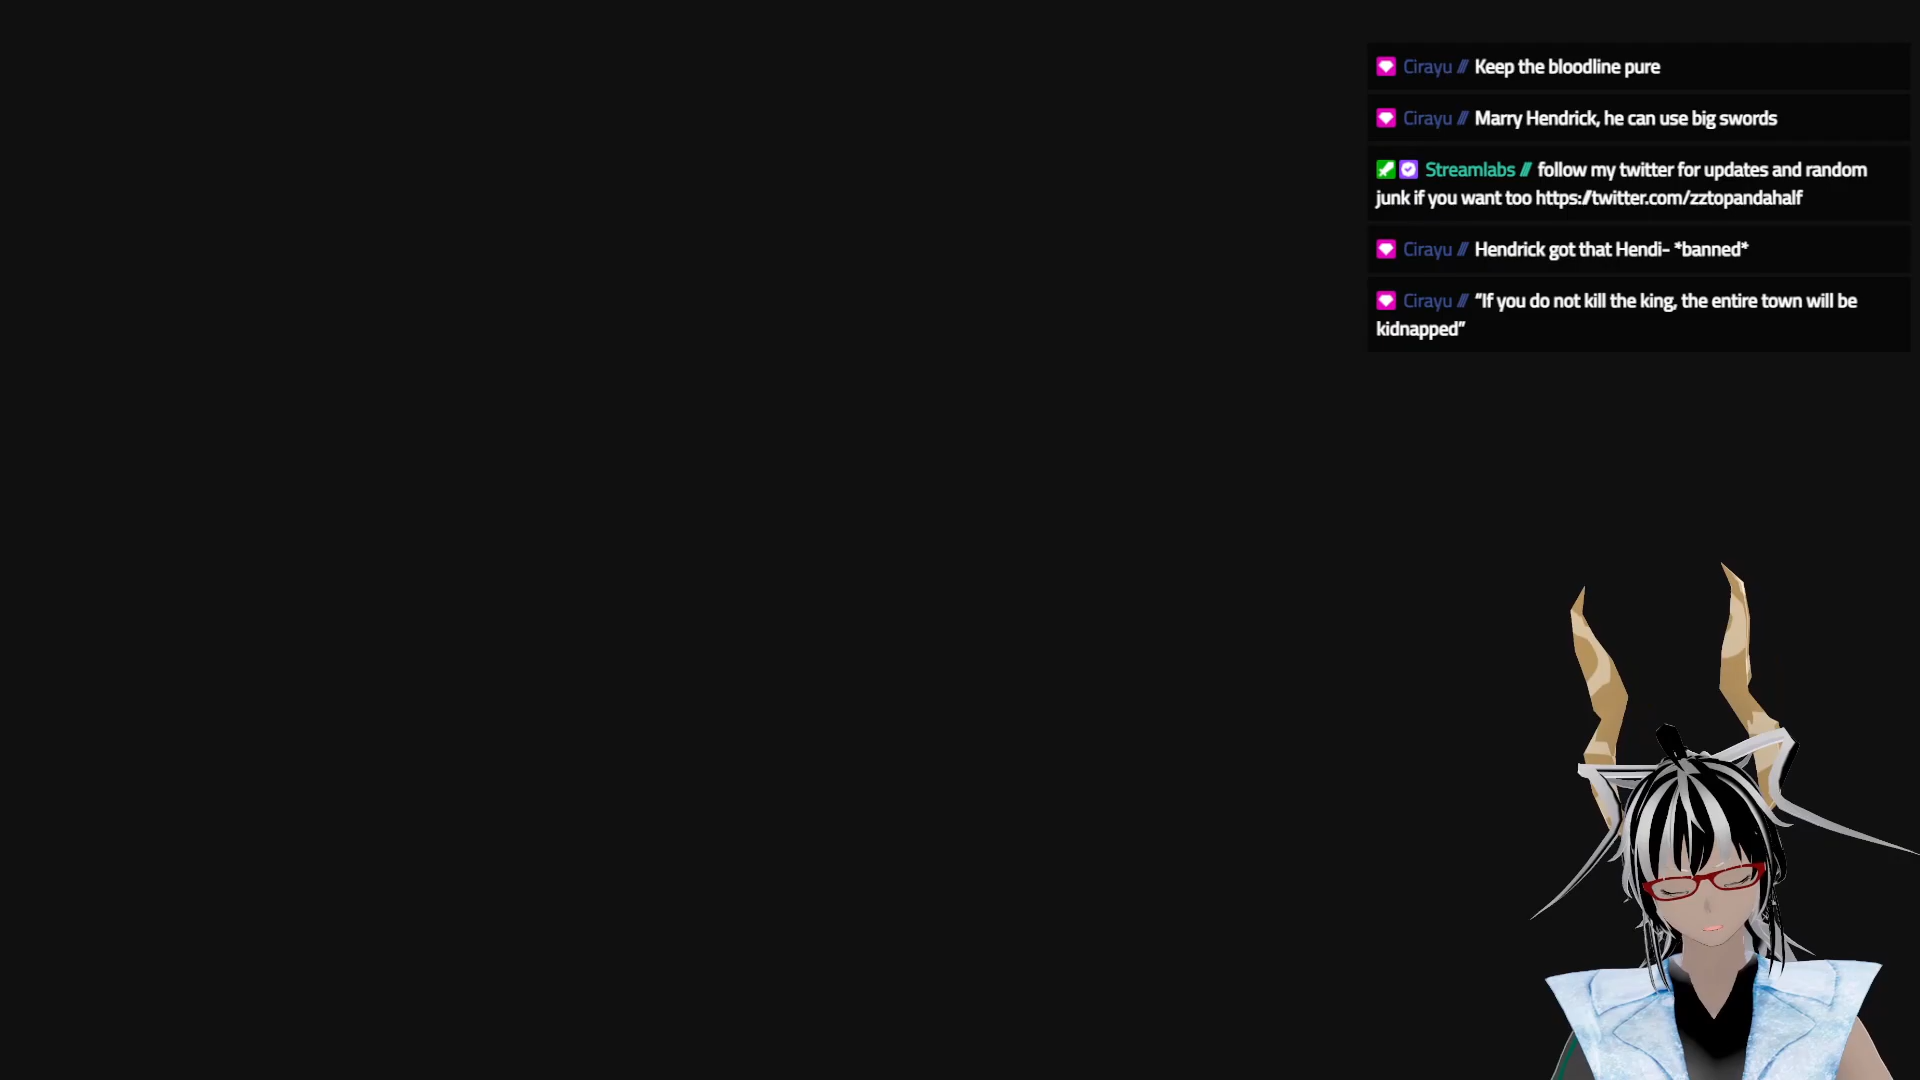 Cirayu /// Keep the bloodline pure
Cirayu /// Marry Hendrick, he can use big swords
Streamlabs /// follow my twitter for updates and random
junk if you want too https://twitter.com/zztopandahalf
Cirayu /// Hendrick got that Hendi- *banned*
Cirayu /// “If you do not kill the king, the entire town will be
kidnapped”